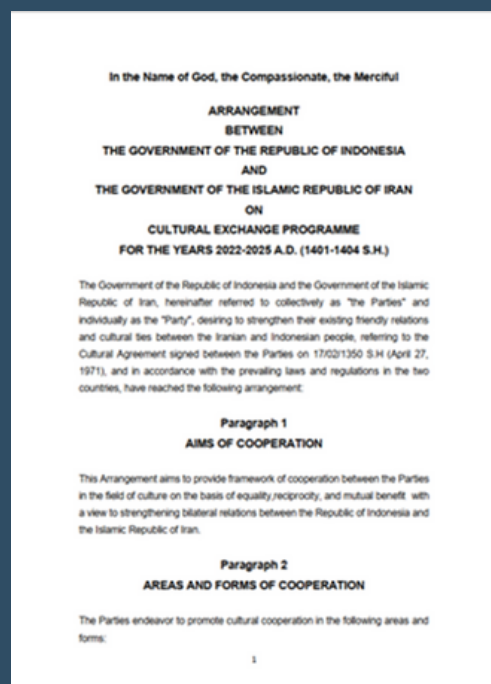 In the Name of God, the Compassionate, the Merciful
ARRANGEMENT
BETWEEN
THE GOVERNMENT OF THE REPUBLIC OF INDONESIA
AND
THE GOVERNMENT OF THE ISLAMIC REPUBLIC OF IRAN
ON
CULTURAL EXCHANGE PROGRAMME
FOR THE YEARS 2022-2025 A.D. (1401-1404 S.H.)
The Government of the Republic of Indonesia and the Government of the Islamic
Republic of Iran, hereinafter referred to collectively as "the Parties" and
individually as the "Party", desiring to strengthen their existing friendly relations
and cultural ties between the Iranian and Indonesian people, referring to the
Cultural Agreement signed between the Parties on 17/02/1350 S.H (April 27,
1971), and in accordance with the prevailing laws and regulations in the two
countries, have reached the following arrangement:
Paragraph 1
AIMS OF COOPERATION
This Arrangement aims to provide framework of cooperation between the Parties
in the field of culture on the basis of equality,reciprocity, and mutual benefit with
a view to strengthening bilateral relations between the Republic of Indonesia and
the Islamic Republic of Iran.
Paragraph 2
AREAS AND FORMS OF COOPERATION
The Parties endeavor to promote cultural cooperation in the following areas and
forms:
1